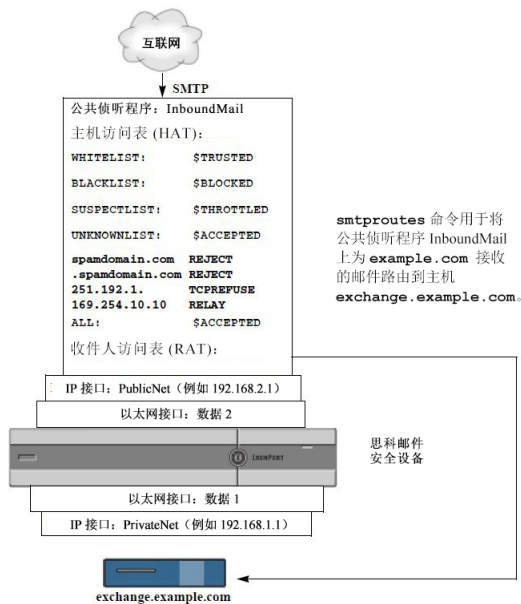 互联网
SMTP
公共侦听程序：InboundMail
主机访问表 (HAT)：
WHITELIST: $TRUSTED
BLACKLIST: $BLOCKED
SUSPECTLIST: $THROTTLED
UNKNOWNLIST: $ACCEPTED
spamdomain.com REJECT
.spamdomain.com REJECT
251.192.1. TCPREFUSE
169.254.10.10 RELAY
ALL: $ACCEPTED
收件人访问表 (RAT)：
smtproutes 命令用于将
公共侦听程序 InboundMail
上为 example.com 接收
的邮件路由到主机
exchange.example.com。
IP 接口：PublicNet（例如 192.168.2.1）
以太网接口：数据 2
IRONPORT
思科邮件
安全设备
以太网接口：数据 1
IP 接口：PrivateNet（例如 192.168.1.1）
exchange.example.com